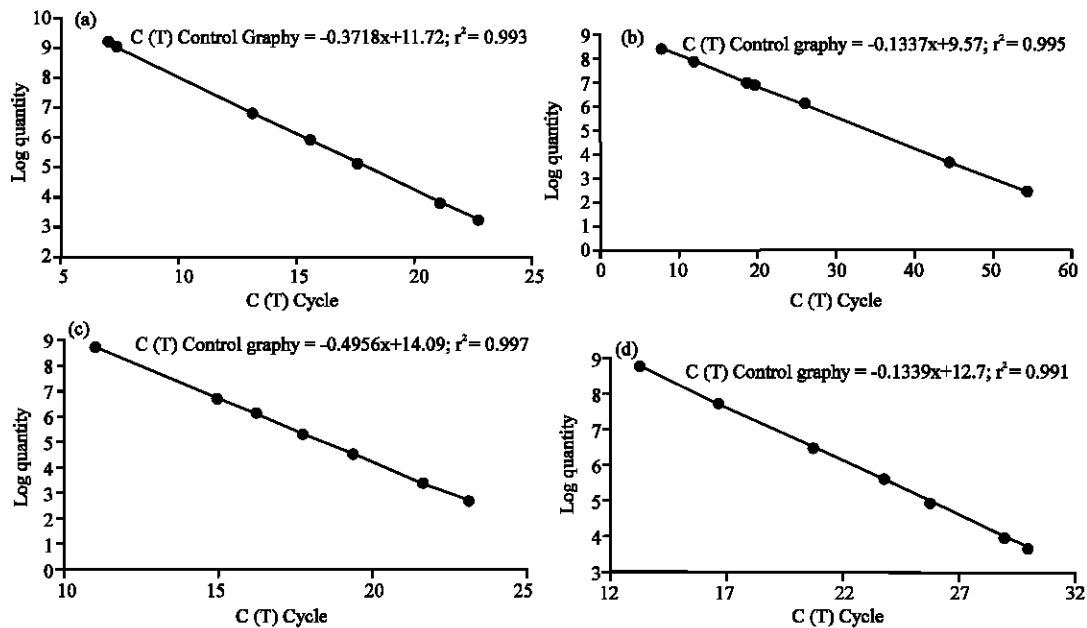 (a)
C (T) Control Graphy = -0.3718x+11.72; r² = 0.993
10
9
8
7
6
5
4
3
2
Log quantity
5 10 15 20 25
C (T) Cycle
(b)
C (T) Control graphy = -0.1337x+9.57; r² = 0.995
9
8
7
6
5
4
3
2
1
0
Log quantity
0 10 20 30 40 50 60
C (T) Cycle
(c)
C (T) Control graphy = -0.4956x+14.09; r² = 0.997
9
8
7
6
5
4
3
2
1
0
Log quantity
10 15 20 25
C (T) Cycle
(d)
C (T) Control graphy = -0.1339x+12.7; r² = 0.991
9
8
7
6
5
4
3
Log quantity
12 17 22 27 32
C (T) Cycle